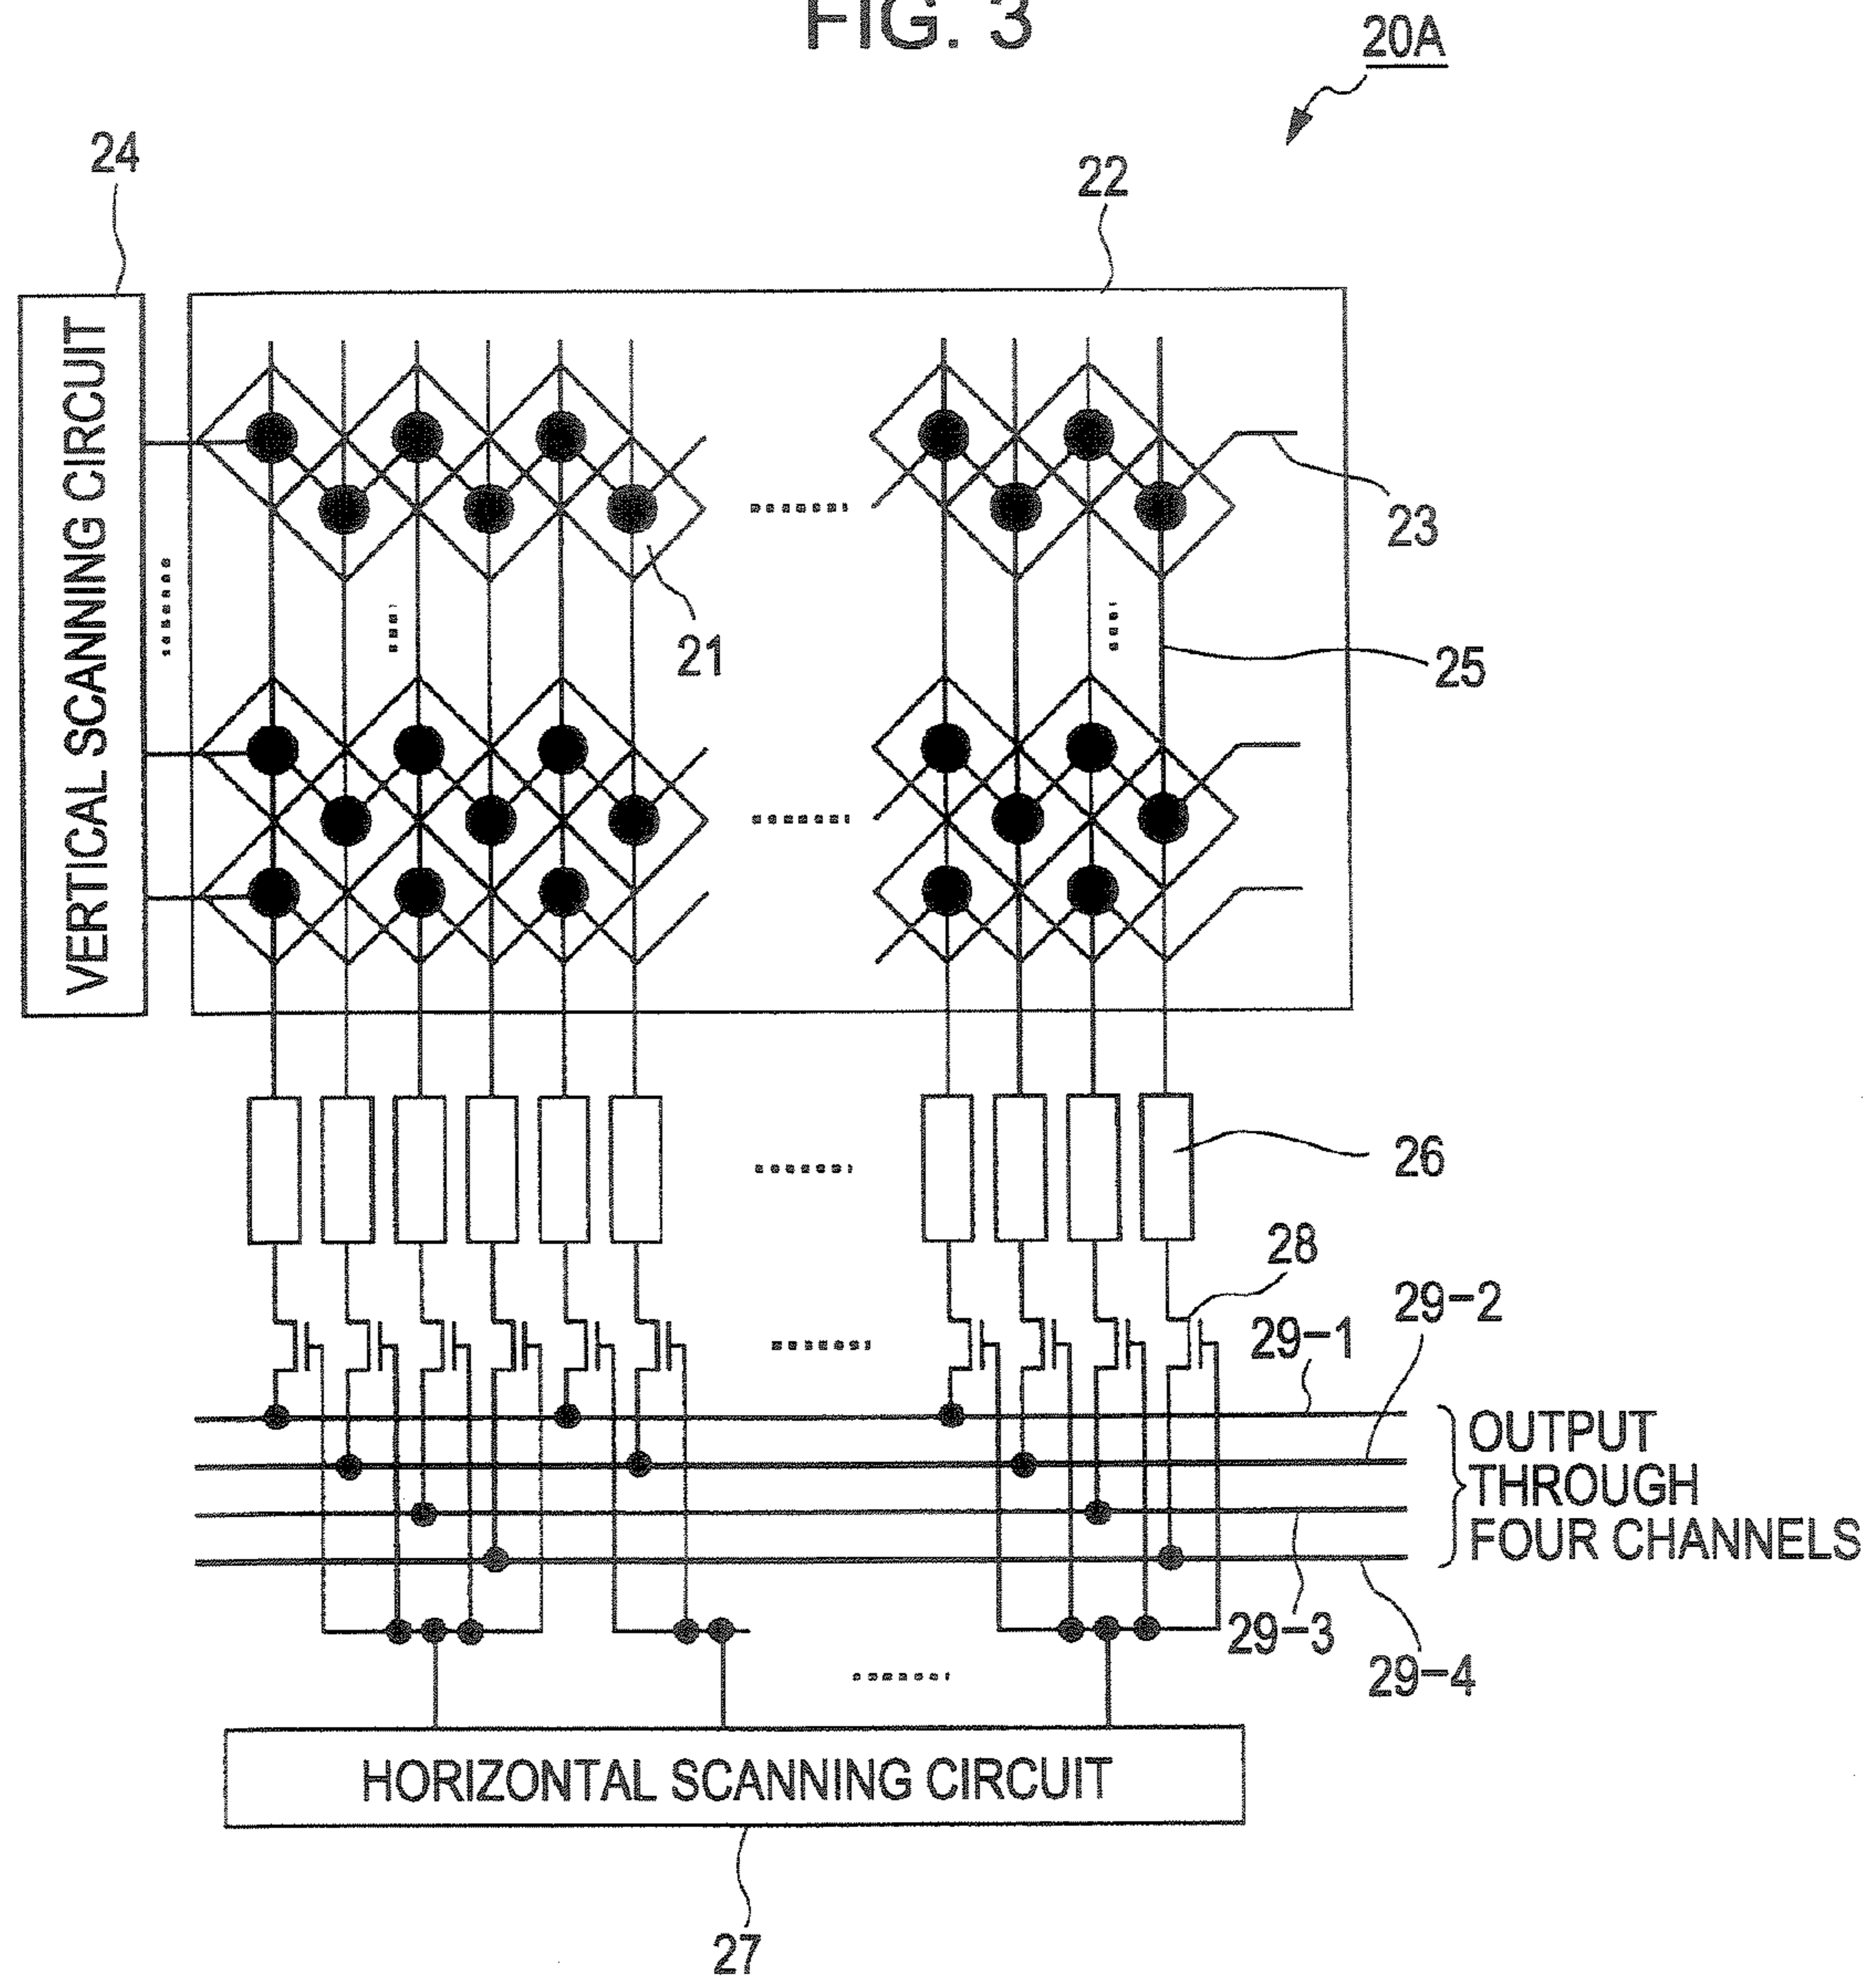 FIG. 3
20A
24
22
VERTICAL SCANNING CIRCUIT
23
21
25
26
28
29-2
29-1
OUTPUT
THROUGH
FOUR CHANNELS
29-3
29-4
HORIZONTAL SCANNING CIRCUIT
27